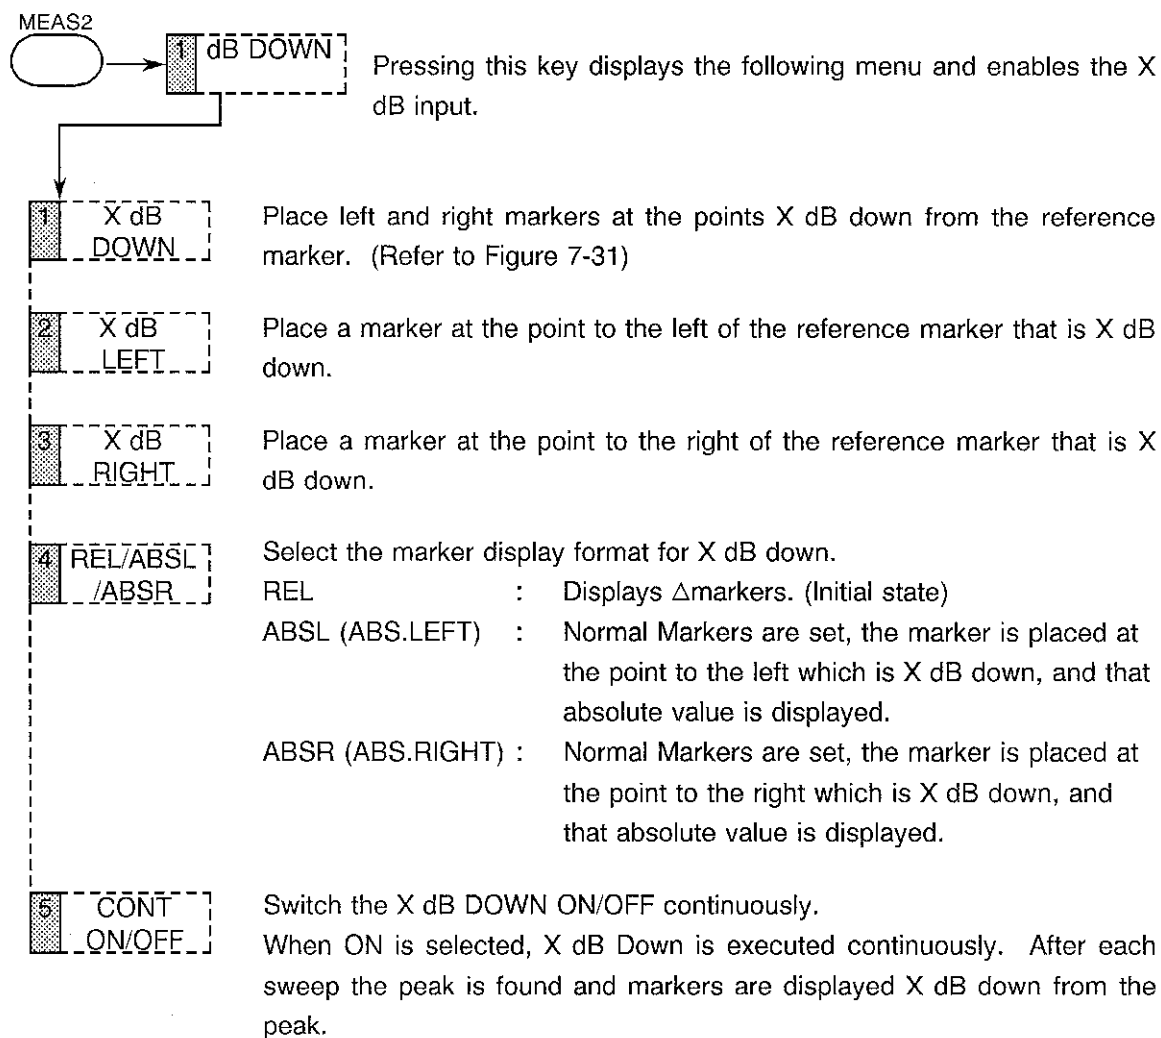 MEAS2
1 dB DOWN
Pressing this key displays the following menu and enables the X
dB input.
1 X dB
DOWN
Place left and right markers at the points X dB down from the reference
marker. (Refer to Figure 7-31)
2 X dB
LEFT
Place a marker at the point to the left of the reference marker that is X dB
down.
3 X dB
RIGHT
Place a marker at the point to the right of the reference marker that is X
dB down.
4 REL/ABSL
/ABSR
Select the marker display format for X dB down.
REL : Displays △markers. (Initial state)
ABSL (ABS.LEFT) : Normal Markers are set, the marker is placed at
the point to the left which is X dB down, and that
absolute value is displayed.
ABSR (ABS.RIGHT) : Normal Markers are set, the marker is placed at
the point to the right which is X dB down, and
that absolute value is displayed.
5 CONT
ON/OFF
Switch the X dB DOWN ON/OFF continuously.
When ON is selected, X dB Down is executed continuously. After each
sweep the peak is found and markers are displayed X dB down from the
peak.